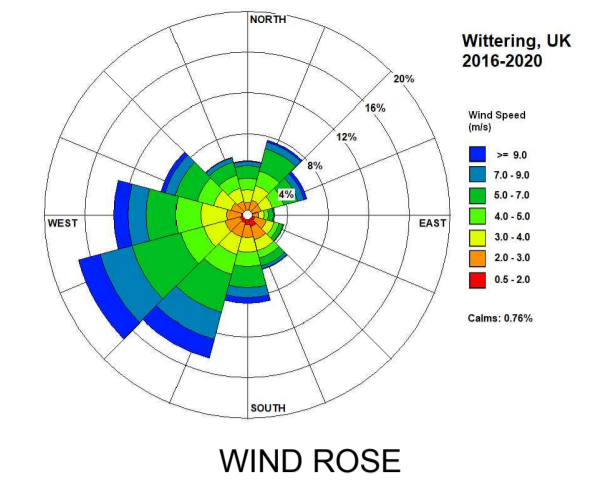 NORTH
Wittering, UK
2016-2020
20%
16%
12%
8%
4%
WEST
EAST
SOUTH
Wind Speed
(m/s)
>= 9.0
7.0 - 9.0
5.0 - 7.0
4.0 - 5.0
3.0 - 4.0
2.0 - 3.0
0.5 - 2.0
Calms: 0.76%
WIND ROSE